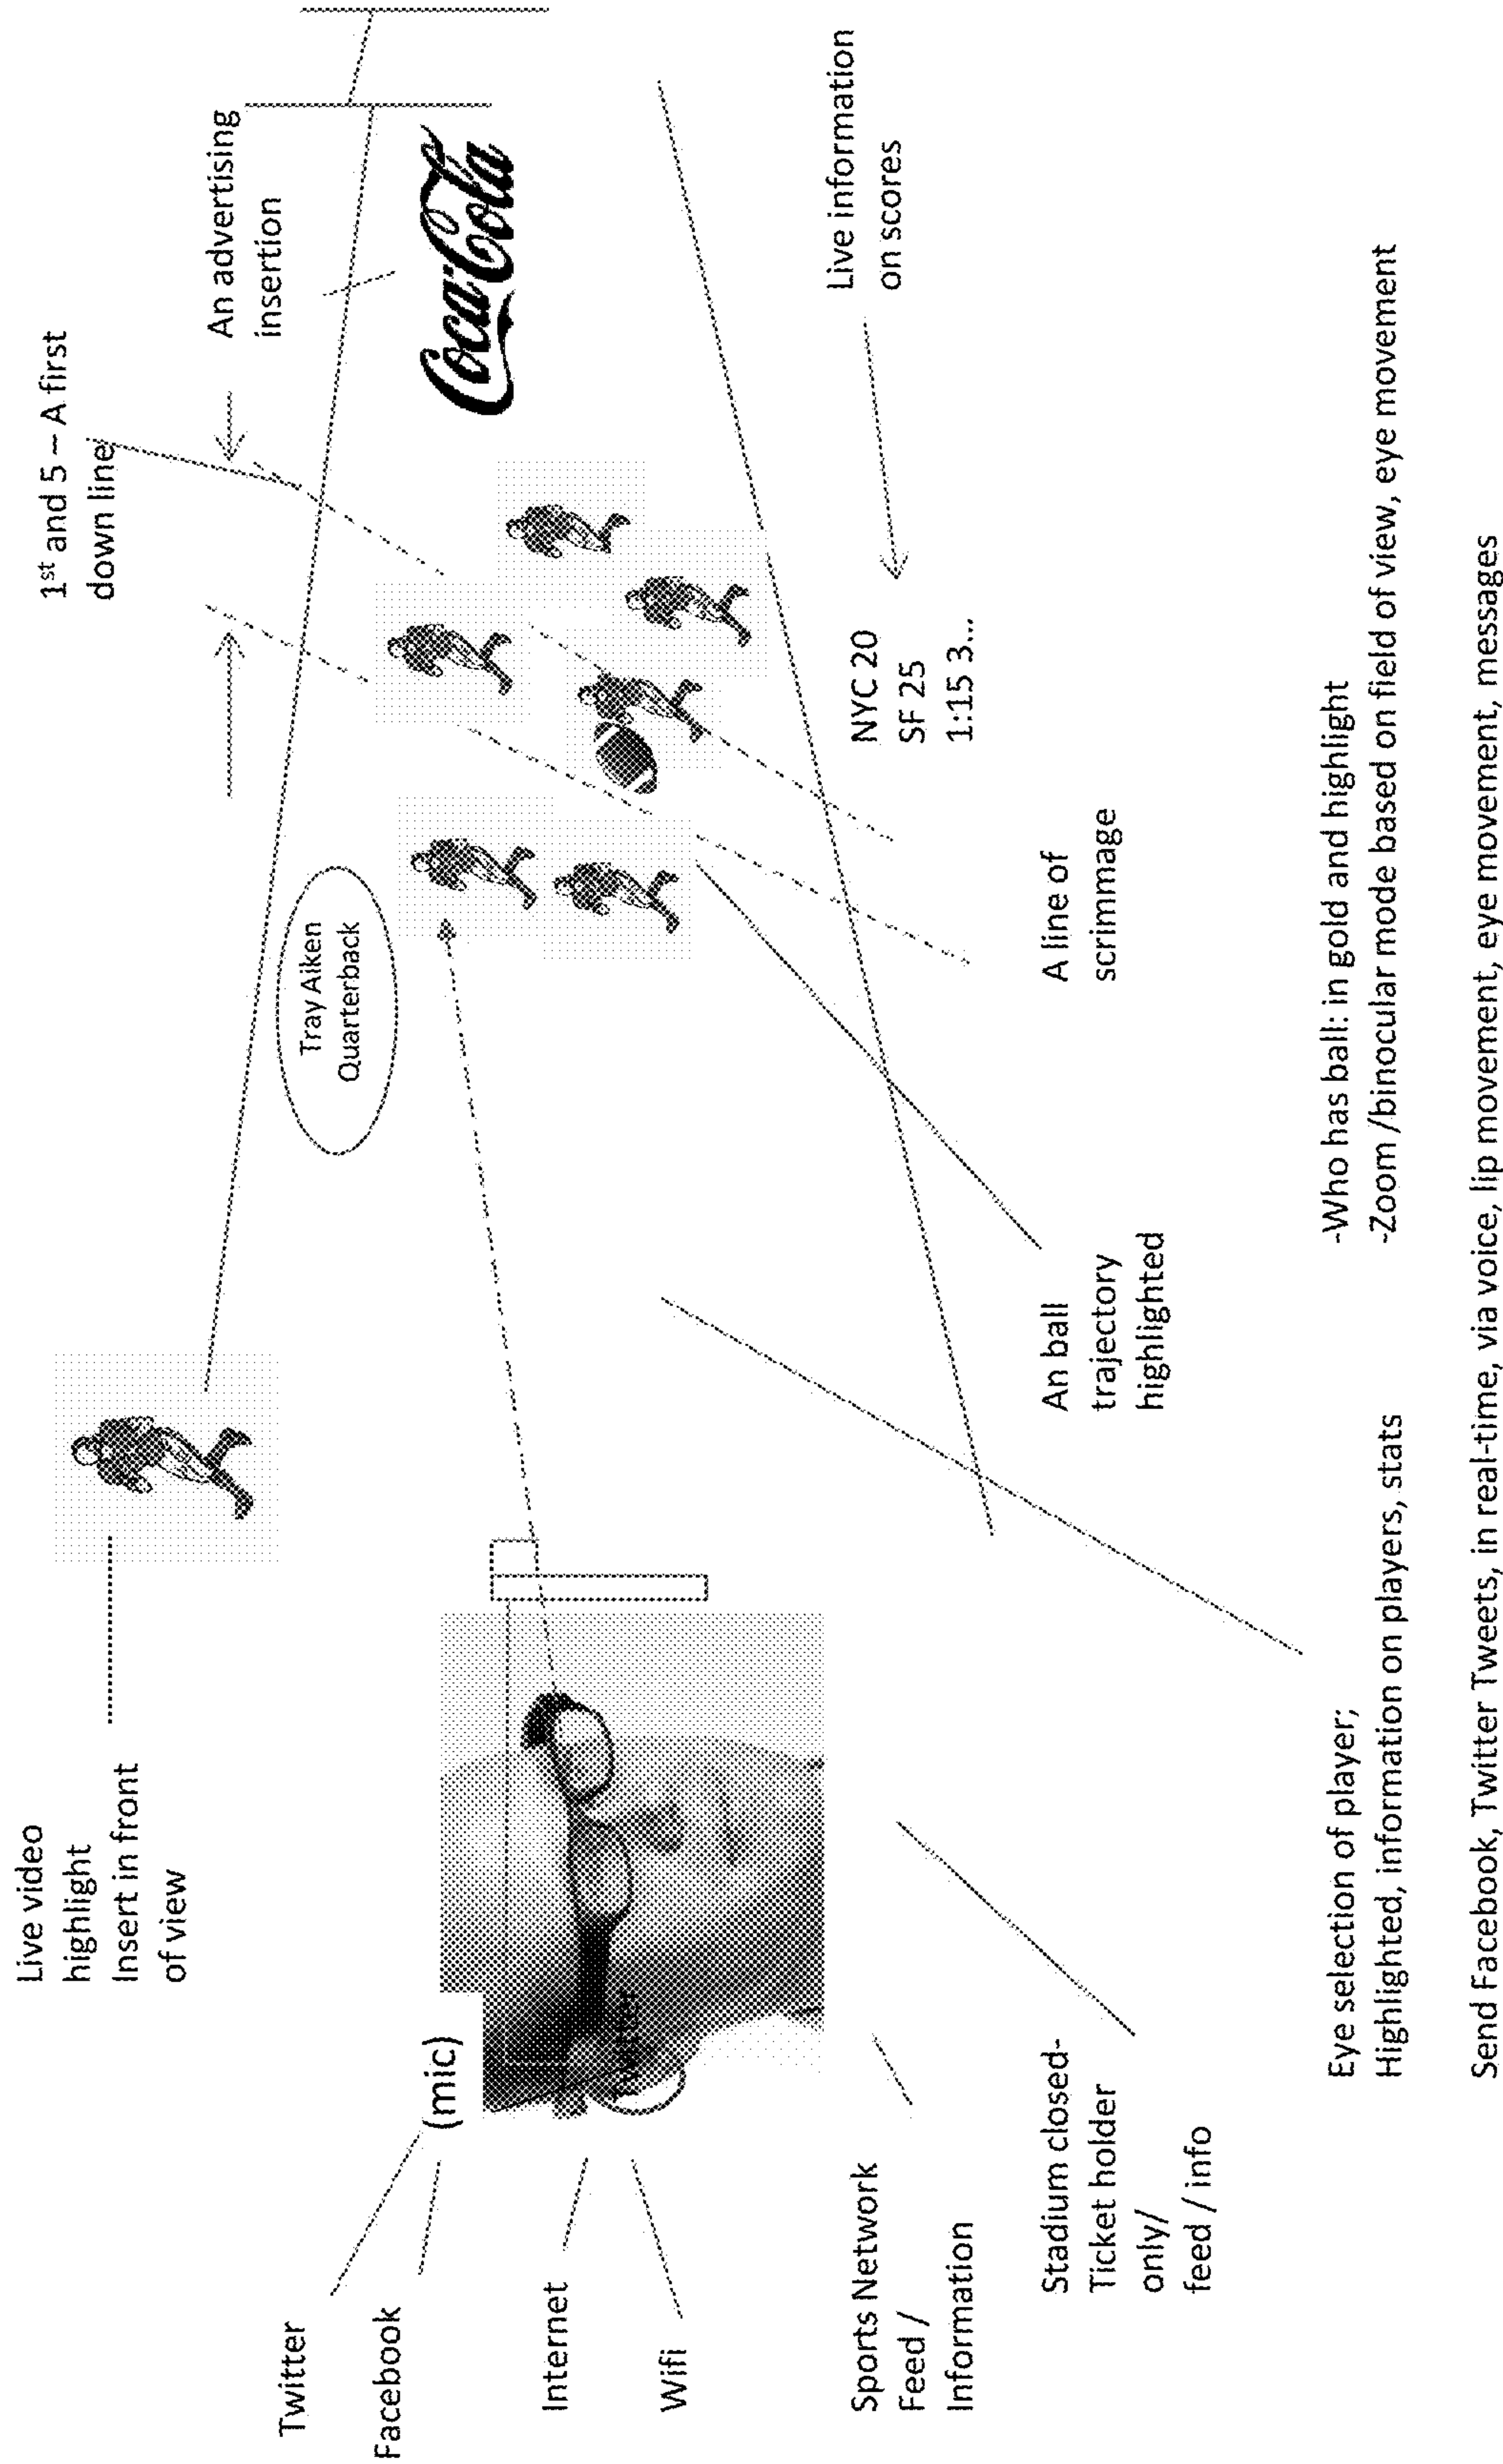 Live video
highlight
Insert in front
of view
1st and 5 – A first
down line
An advertising
insertion
Coca-Cola
Tray Aiken
Quarterback
Twitter
Facebook
(mic)
Internet
Wifi
Twitter
Sports Network
Feed /
Information
Stadium closed-
Ticket holder
only/
feed / info
NYC 20
SF 25
1:15 3...
Live information
on scores
An ball
trajectory
highlighted
A line of
scrimmage
Eye selection of player;
Highlighted, information on players, stats
-Who has ball: in gold and highlight
-Zoom /binocular mode based on field of view, eye movement
Send Facebook, Twitter Tweets, in real-time, via voice, lip movement, eye movement, messages